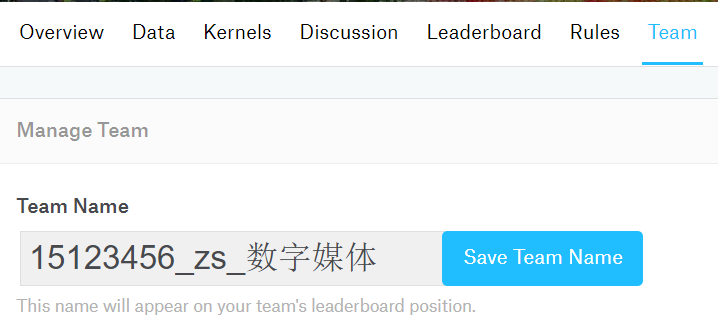 Overview Data Kernels Discussion Leaderboard Rules Team
Manage Team
Team Name
15123456_zs_数字媒体 Save Team Name
This name will appear on your team's leaderboard position.